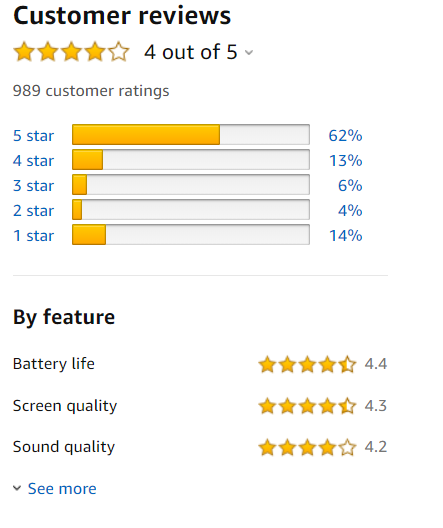 Customer reviews
4 out of 5
989 customer ratings
5 star 62%
4 star 13%
3 star 6%
2 star 4%
1 star 14%
By feature
Battery life 4.4
Screen quality 4.3
Sound quality 4.2
See more